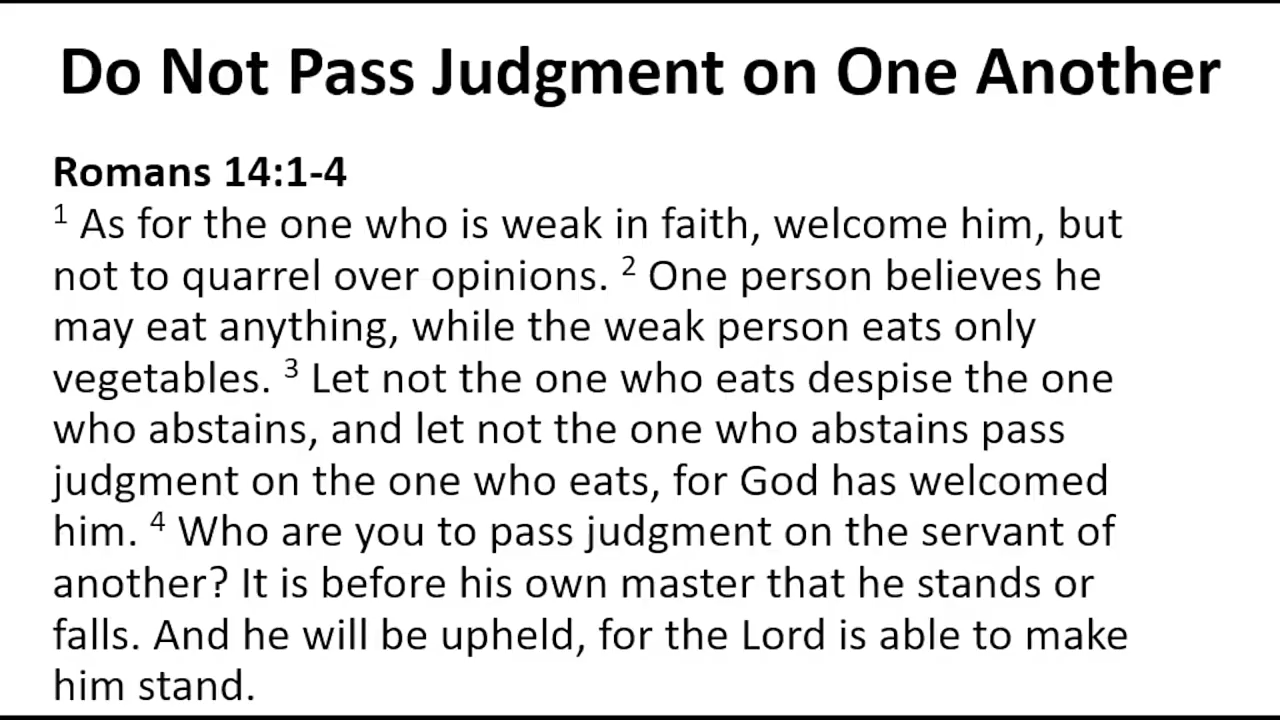 Do Not Pass Judgment on One Another
Romans 14:1-4
1 As for the one who is weak in faith, welcome him, but
not to quarrel over opinions. 2 One person believes he
may eat anything, while the weak person eats only
vegetables. 3 Let not the one who eats despise the one
who abstains, and let not the one who abstains pass
judgment on the one who eats, for God has welcomed
him. 4 Who are you to pass judgment on the servant of
another? It is before his own master that he stands or
falls. And he will be upheld, for the Lord is able to make
him stand.